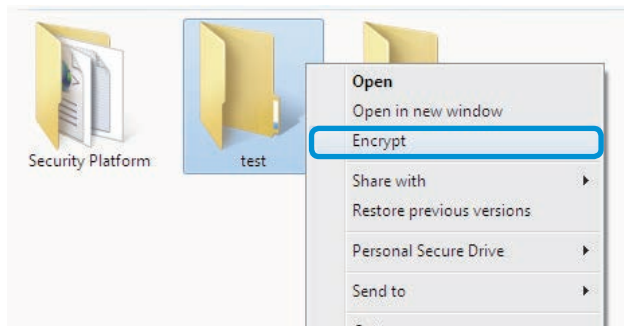 Security Platform
test
Open
Open in new window
Encrypt
Share with
Restore previous versions
Personal Secure Drive
Send to